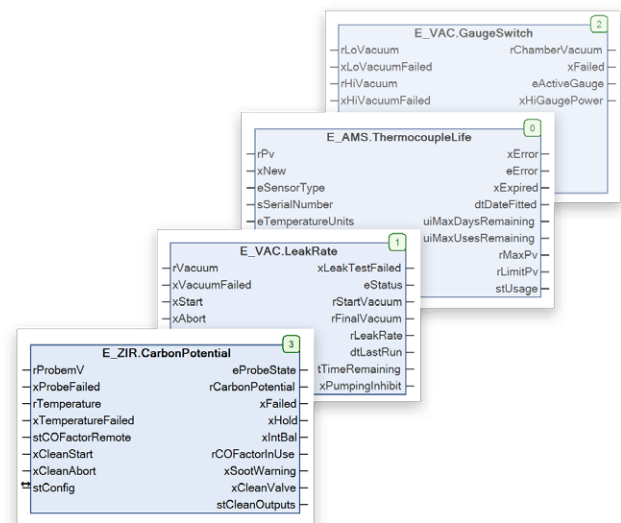 2
E_VAC.GaugeSwitch
rLoVacuum rChamberVacuum
xLoVacuumFailed xFailed
rHiVacuum eActiveGauge
xHiVacuumFailed xHiGaugePower
0
E_AMS.ThermocoupleLife
rPv xError
xNew eError
eSensorType xExpired
sSerialNumber dtDateFitted
eTemperatureUnits uiMaxDaysRemaining
uiMaxUsesRemaining
rMaxPv
rLimitPv
stUsage
1
E_VAC.LeakRate
rVacuum xLeakTestFailed
xVacuumFailed eStatus
xStart rStartVacuum
xAbort rFinalVacuum
rLeakRate
dtLastRun
tTimeRemaining
xPumpingInhibit
3
E_ZIR.CarbonPotential
rProbemV eProbeState
xProbeFailed rCarbonPotential
rTemperature xFailed
xTemperatureFailed xHold
stCOFactorRemote xIntBal
xCleanStart rCOFactorInUse
xCleanAbort xSootWarning
stConfig xCleanValve
stCleanOutputs